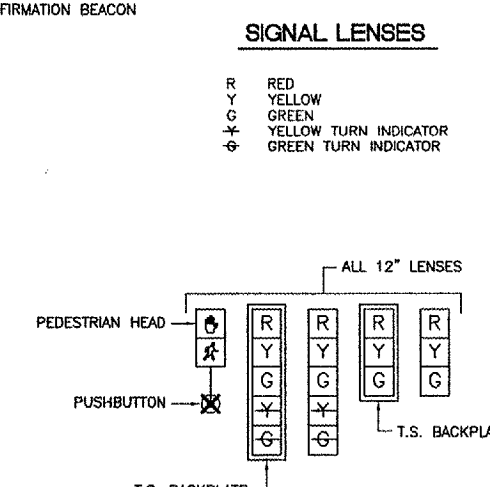 FIRMATION BEACON
SIGNAL LENSES
R RED
Y YELLOW
G GREEN
Y YELLOW TURN INDICATOR
G GREEN TURN INDICATOR
ALL 12" LENSES
PEDESTRIAN HEAD
R R R R
Y Y Y Y
G G G G
PUSHBUTTON
Y Y
T.S. BACKPLA
G G
T.S. BACKPLATE